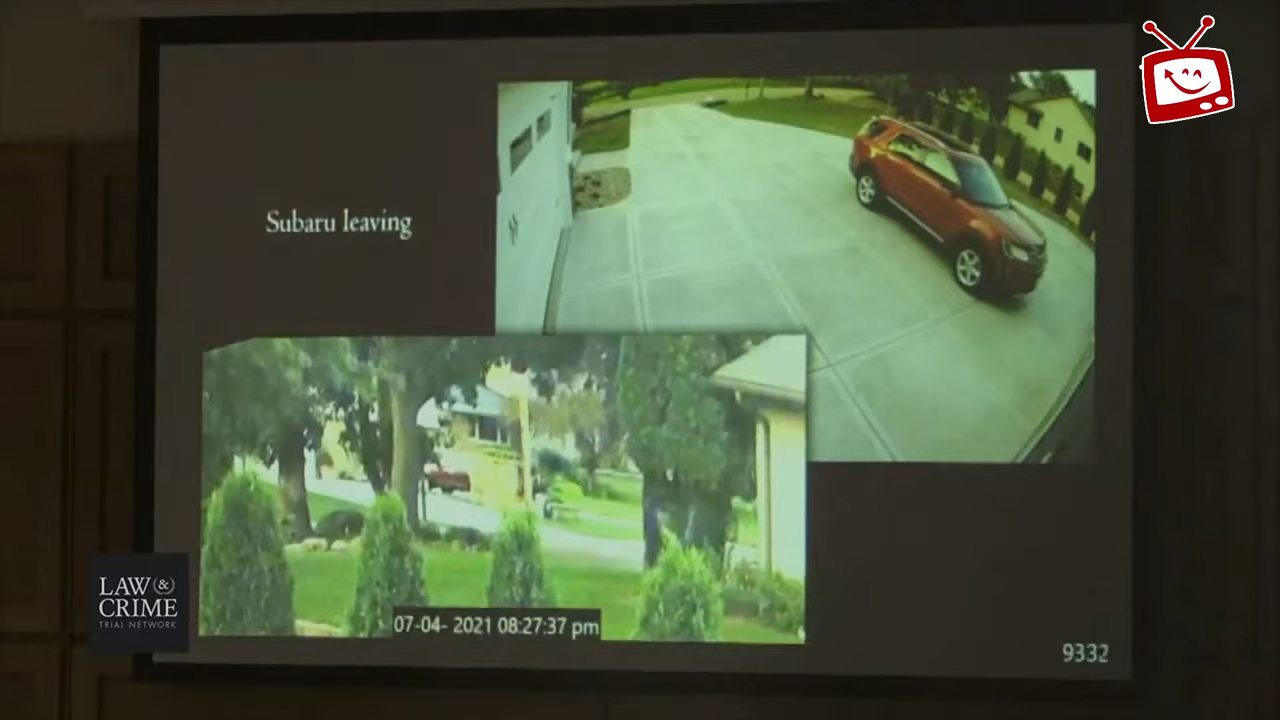 Subaru leaving
07-04- 2021 08:27:37 pm
9332
LAW & CRIME
TRIAL NETWORK